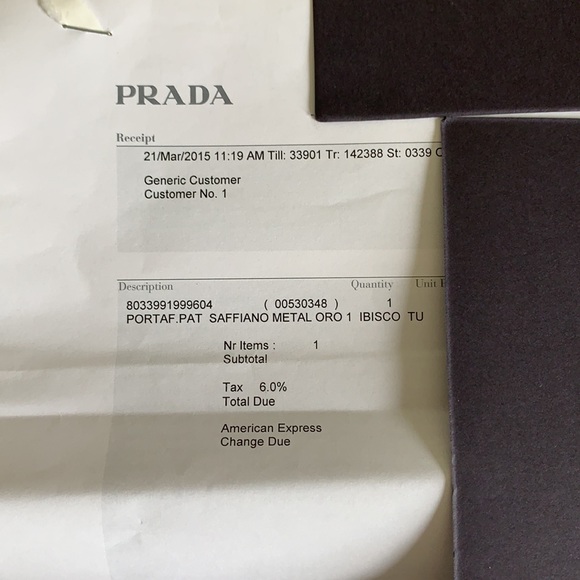 PRADA
Receipt
21/Mar/2015 11:19 AM Till: 33901 Tr: 142388 St: 0339
Generic Customer
Customer No. 1
Description Quantity Unit
8033991999604 ( 00530348 ) 1
PORTAF.PAT SAFFIANO METAL ORO 1 IBISCO TU
Nr Items : 1
Subtotal
Tax 6.0%
Total Due
American Express
Change Due